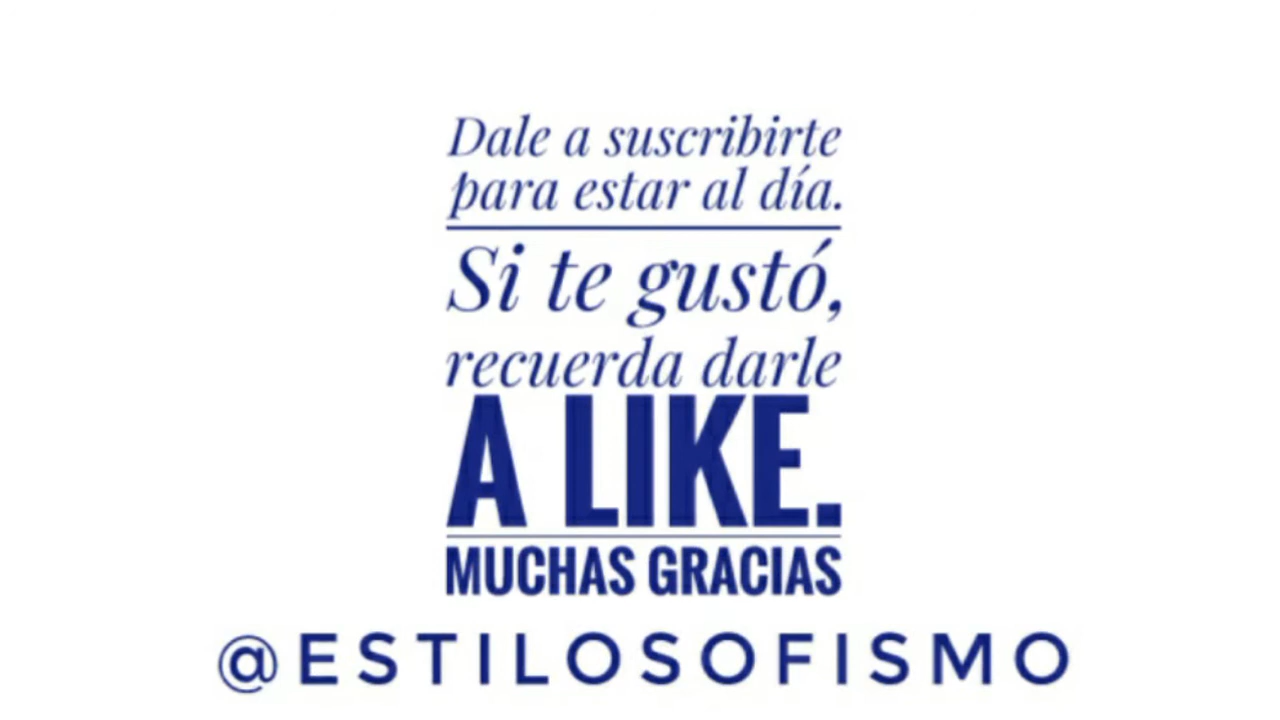 Dale a suscribirte
para estar al día.
Si te gustó,
recuerda darle
A LIKE.
MUCHAS GRACIAS
@ESTILOSOFISMO